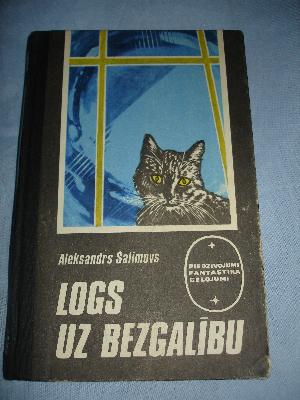 Aleksandrs Šalimovs
LOGS
UZ BEZGALĪBU
PIEDZĪVOJUMI
FANTASTIKA
CEĻOJUMI